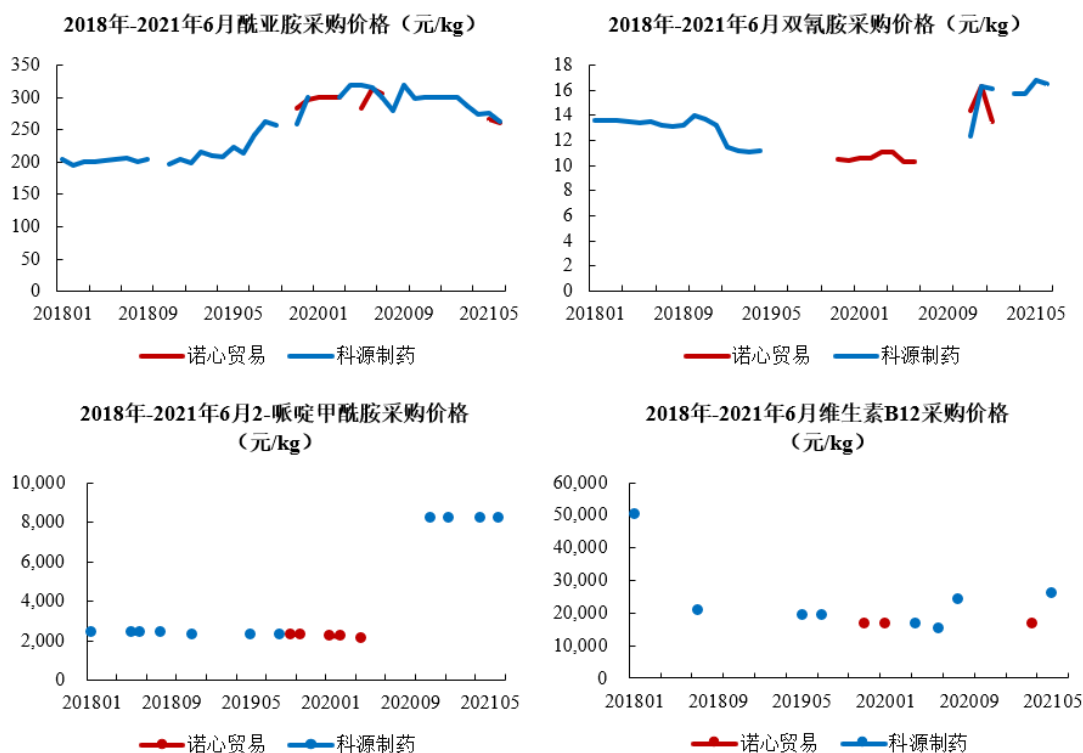 2018年-2021年6月酰亚胺采购价格（元/kg）
350
300
250
200
150
100
50
0
201801 201809 201905 202001 202009 202105
诺心贸易 科源制药
2018年-2021年6月双氰胺采购价格（元/kg）
18
16
14
12
10
8
6
4
2
0
201801 201809 201905 202001 202009 202105
诺心贸易 科源制药
2018年-2021年6月2-哌啶甲酰胺采购价格
（元/kg）
10,000
8,000
6,000
4,000
2,000
0
201801 201809 201905 202001 202009 202105
诺心贸易 科源制药
2018年-2021年6月维生素B12采购价格
（元/kg）
60,000
50,000
40,000
30,000
20,000
10,000
0
201801 201809 201905 202001 202009 202105
诺心贸易 科源制药